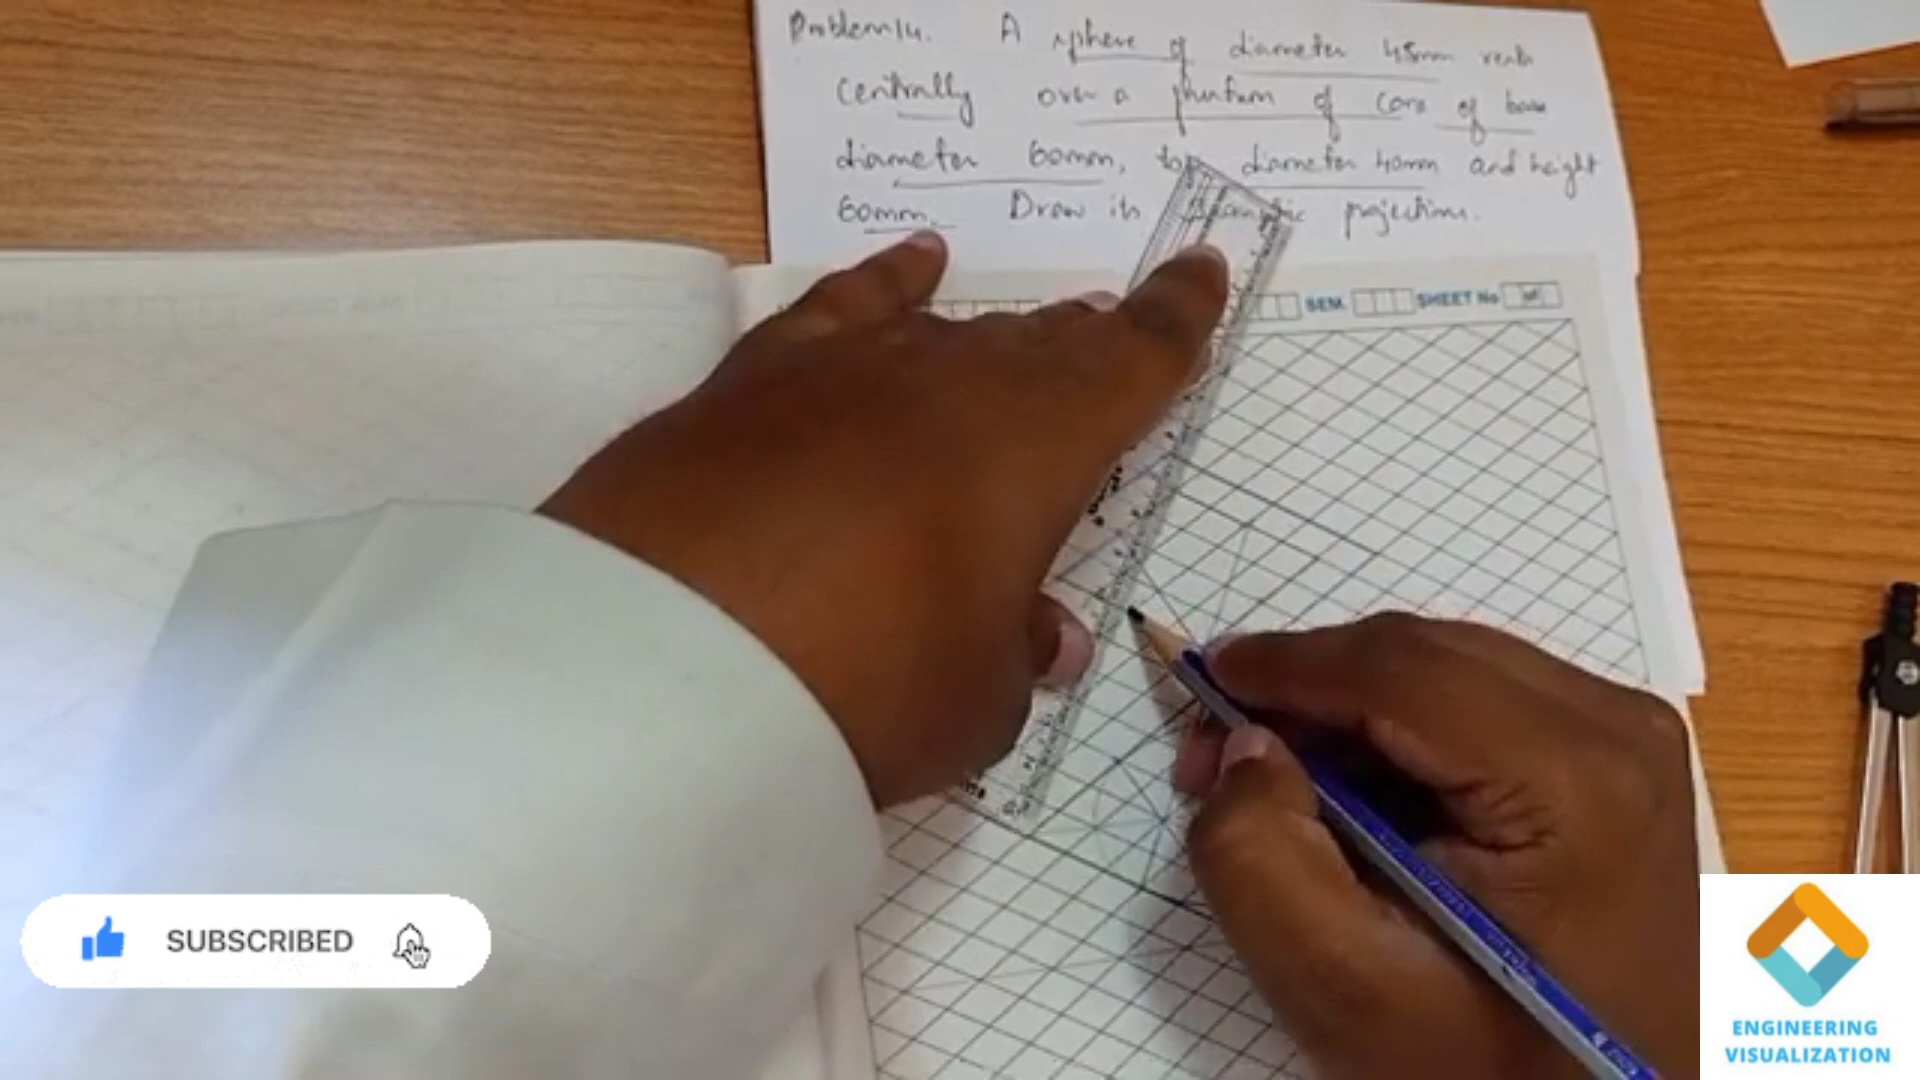 Problem 14. A sphere of diameter 45mm rests
centrally over a frustum of cone of base
diameter 60mm, top diameter 40mm and height
60mm. Draw its projections.
SEM. SHEET No
SUBSCRIBED
ENGINEERING
VISUALIZATION